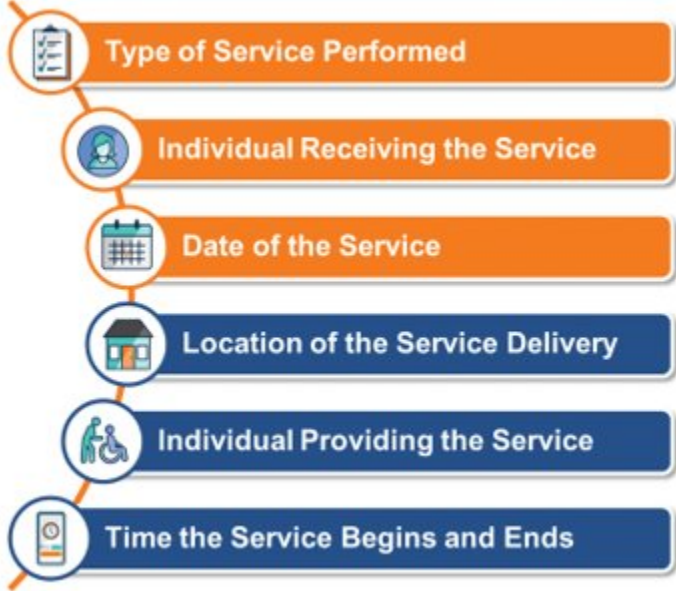 Type of Service Performed
Individual Receiving the Service
Date of the Service
Location of the Service Delivery
Individual Providing the Service
Time the Service Begins and Ends